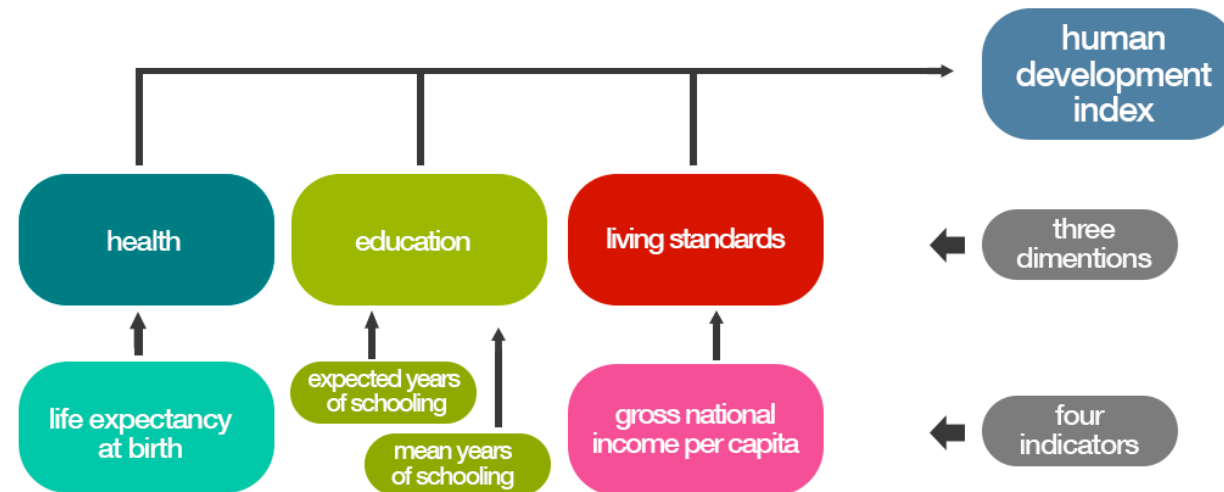 human
development
index
health
education
living standards
three
dimentions
life expectancy
at birth
expected years
of schooling
mean years
of schooling
gross national
income per capita
four
indicators